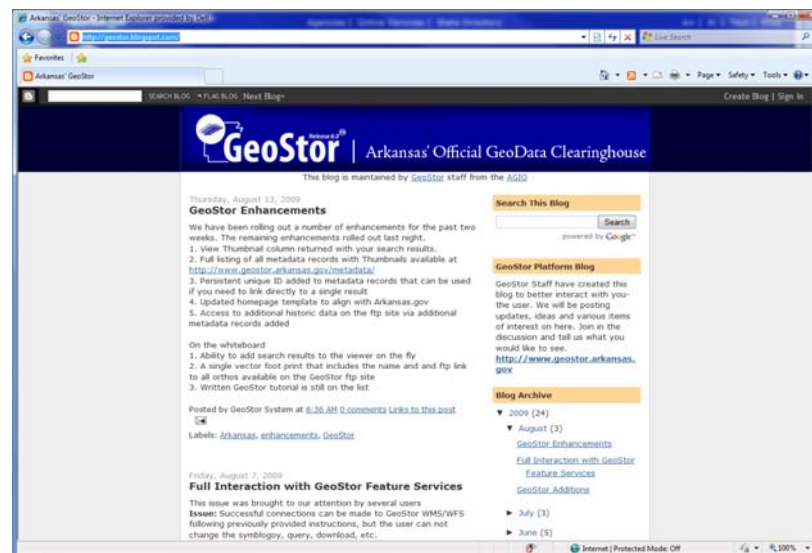 Arkansas' GeoStor - Internet Explorer provided by Dell
http://geostor.blogspot.com/
Live Search
Favorites
Arkansas' GeoStor
Page Safety Tools
SEARCH BLOG FLAG BLOG Next Blog»
Create Blog | Sign In
GeoStor Release 6.0 | Arkansas' Official GeoData Clearinghouse
This blog is maintained by GeoStor staff from the AGIO
Thursday, August 13, 2009
GeoStor Enhancements
We have been rolling out a number of enhancements for the past two
weeks. The remaining enhancements rolled out last night.
1. View Thumbnail column returned with your search results.
2. Full listing of all metadata records with Thumbnails available at
http://www.geostor.arkansas.gov/metadata/
3. Persistent unique ID added to metadata records that can be used
if you need to link directly to a single result
4. Updated homepage template to align with Arkansas.gov
5. Access to additional historic data on the ftp site via additional
metadata records added
On the whiteboard
1. Ability to add search results to the viewer on the fly
2. A single vector foot print that includes the name and and ftp link
to all orthos available on the GeoStor ftp site
3. Written GeoStor tutorial is still on the list
Posted by GeoStor System at 6:36 AM 0 comments Links to this post
Labels: Arkansas, enhancements, GeoStor
Friday, August 7, 2009
Full Interaction with GeoStor Feature Services
This issue was brought to our attention by several users
Issue: Successful connections can be made to GeoStor WMS/WFS
following previously provided instructions, but the user can not
change the symblogoy, query, download, etc.
Search This Blog
Search
powered by Google™
GeoStor Platform Blog
GeoStor Staff have created this
blog to better interact with you-
the user. We will be posting
updates, ideas and various items
of interest on here. Join in the
discussion and tell us what you
would like to see.
http://www.geostor.arkansas.
gov
Blog Archive
▼ 2009 (24)
▼ August (3)
GeoStor Enhancements
Full Interaction with GeoStor
Feature Services
GeoStor Additions
► July (3)
► June (5)
Internet | Protected Mode: Off
100%